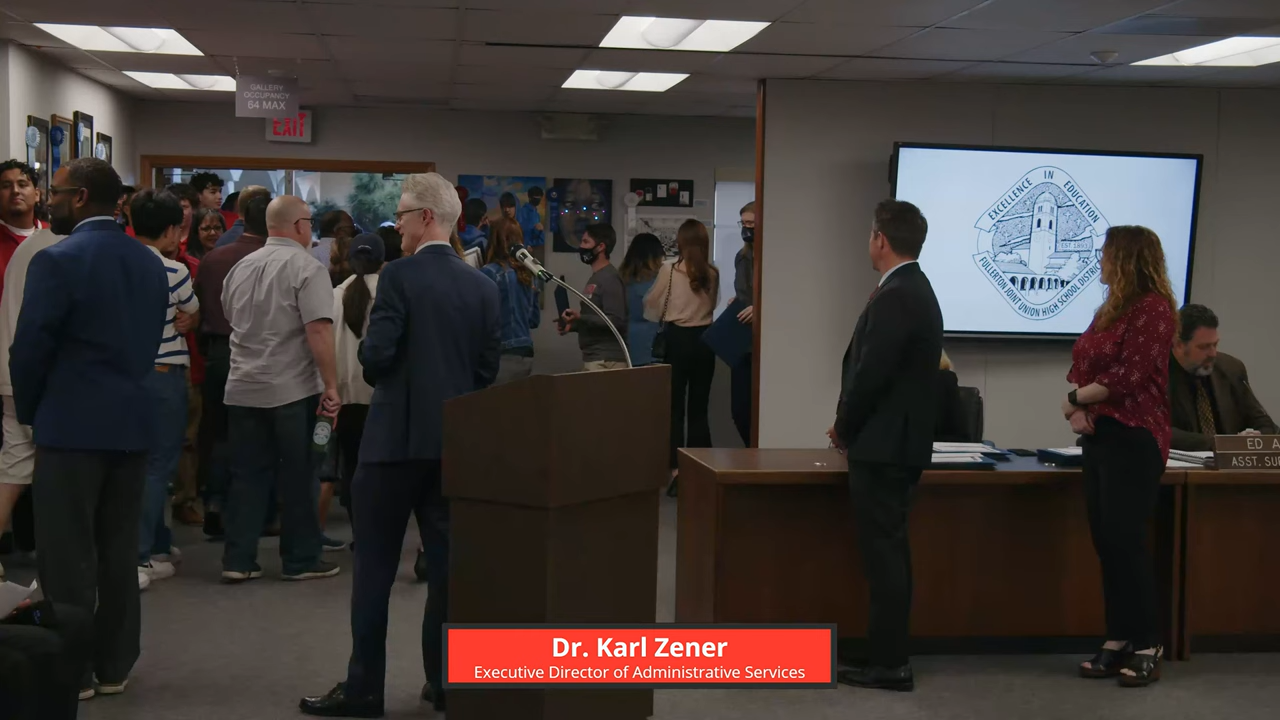 GALLERY
OCCUPANCY
64 MAX
EXIT
EXCELLENCE IN EDUCATION
EST. 1893
FULLERTON JOINT UNION HIGH SCHOOL DISTRICT
ED A
ASST. SU
Dr. Karl Zener
Executive Director of Administrative Services